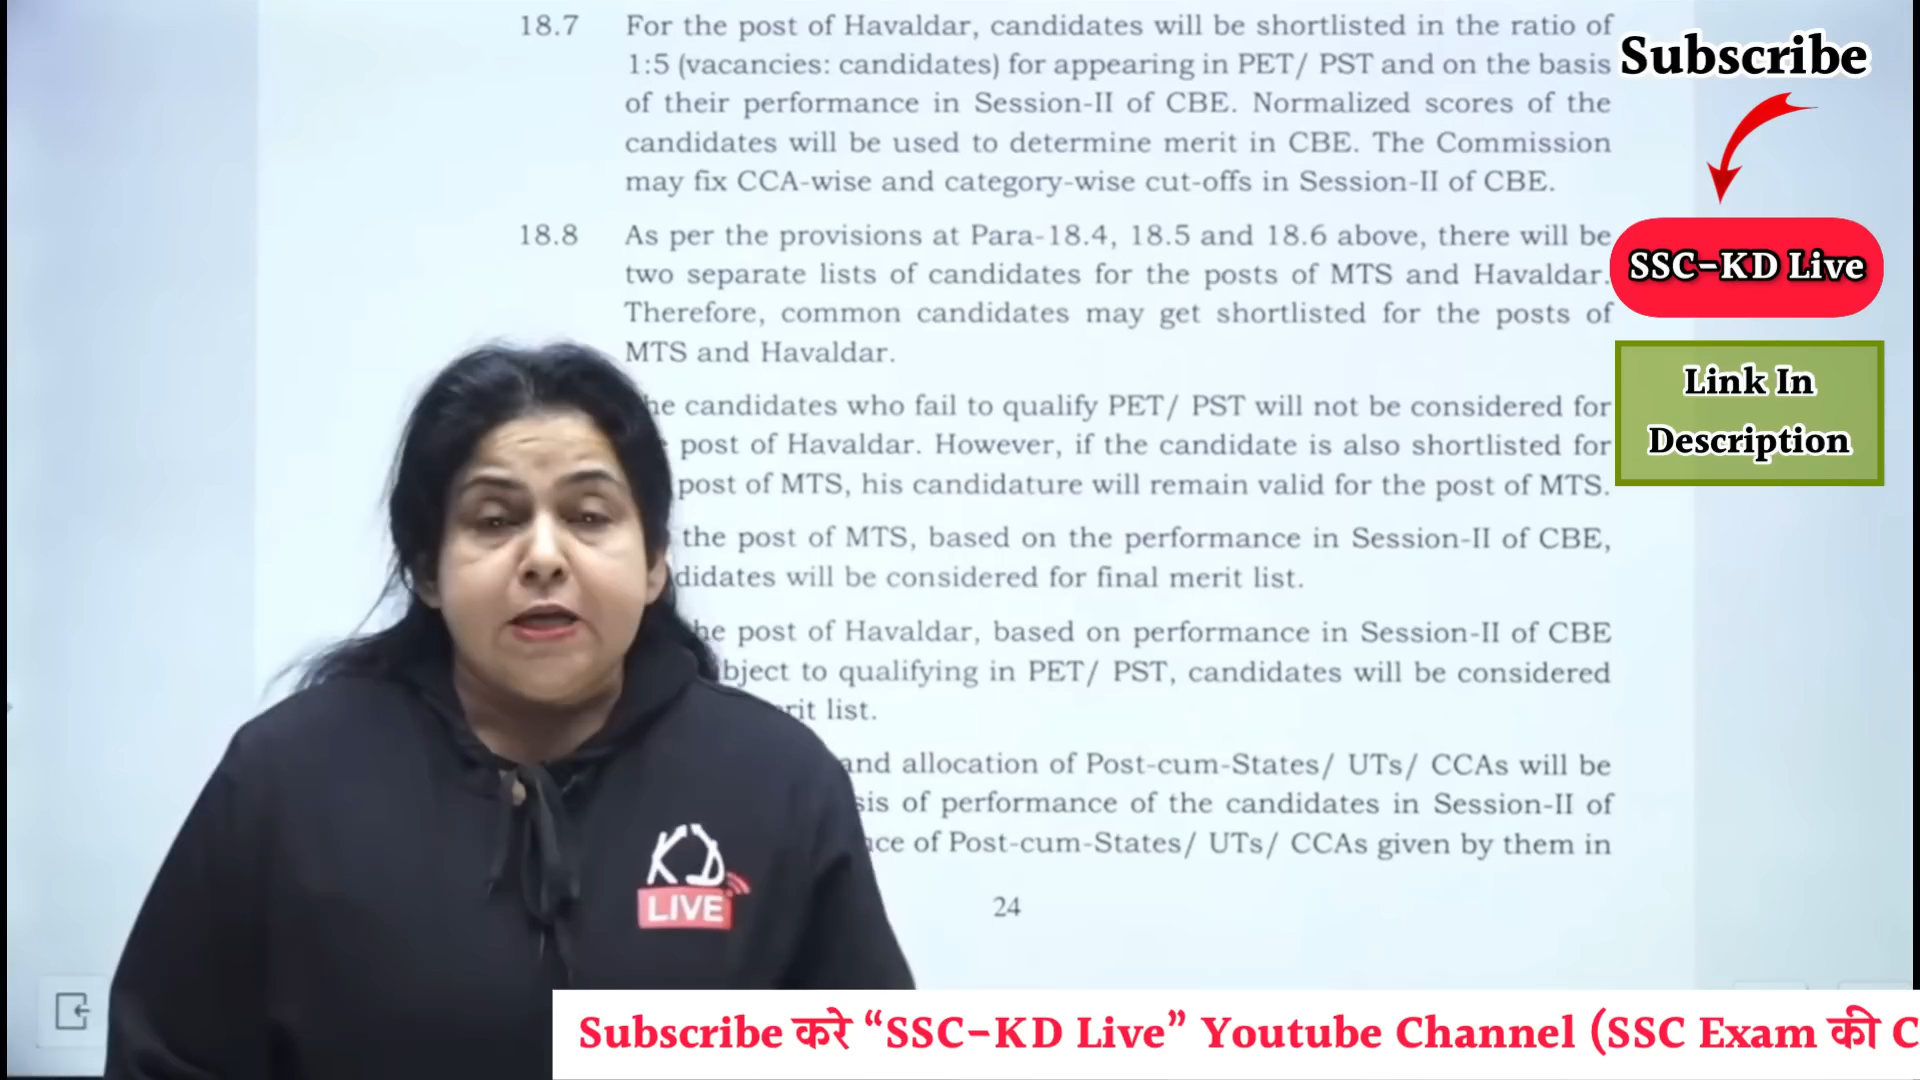 18.7 For the post of Havaldar, candidates will be shortlisted in the ratio of
1:5 (vacancies: candidates) for appearing in PET/ PST and on the basis
of their performance in Session-II of CBE. Normalized scores of the
candidates will be used to determine merit in CBE. The Commission
may fix CCA-wise and category-wise cut-offs in Session-II of CBE.
18.8 As per the provisions at Para-18.4, 18.5 and 18.6 above, there will be
two separate lists of candidates for the posts of MTS and Havaldar.
Therefore, common candidates may get shortlisted for the posts of
MTS and Havaldar.
candidates who fail to qualify PET/ PST will not be considered for
post of Havaldar. However, if the candidate is also shortlisted for
post of MTS, his candidature will remain valid for the post of MTS.
the post of MTS, based on the performance in Session-II of CBE,
didates will be considered for final merit list.
he post of Havaldar, based on performance in Session-II of CBE
bject to qualifying in PET/ PST, candidates will be considered
rit list.
and allocation of Post-cum-States/ UTs/ CCAs will be
sis of performance of the candidates in Session-II of
ce of Post-cum-States/ UTs/ CCAs given by them in
24
Subscribe
SSC-KD Live
Link In
Description
KD
LIVE
Subscribe करे “SSC-KD Live” Youtube Channel (SSC Exam की C